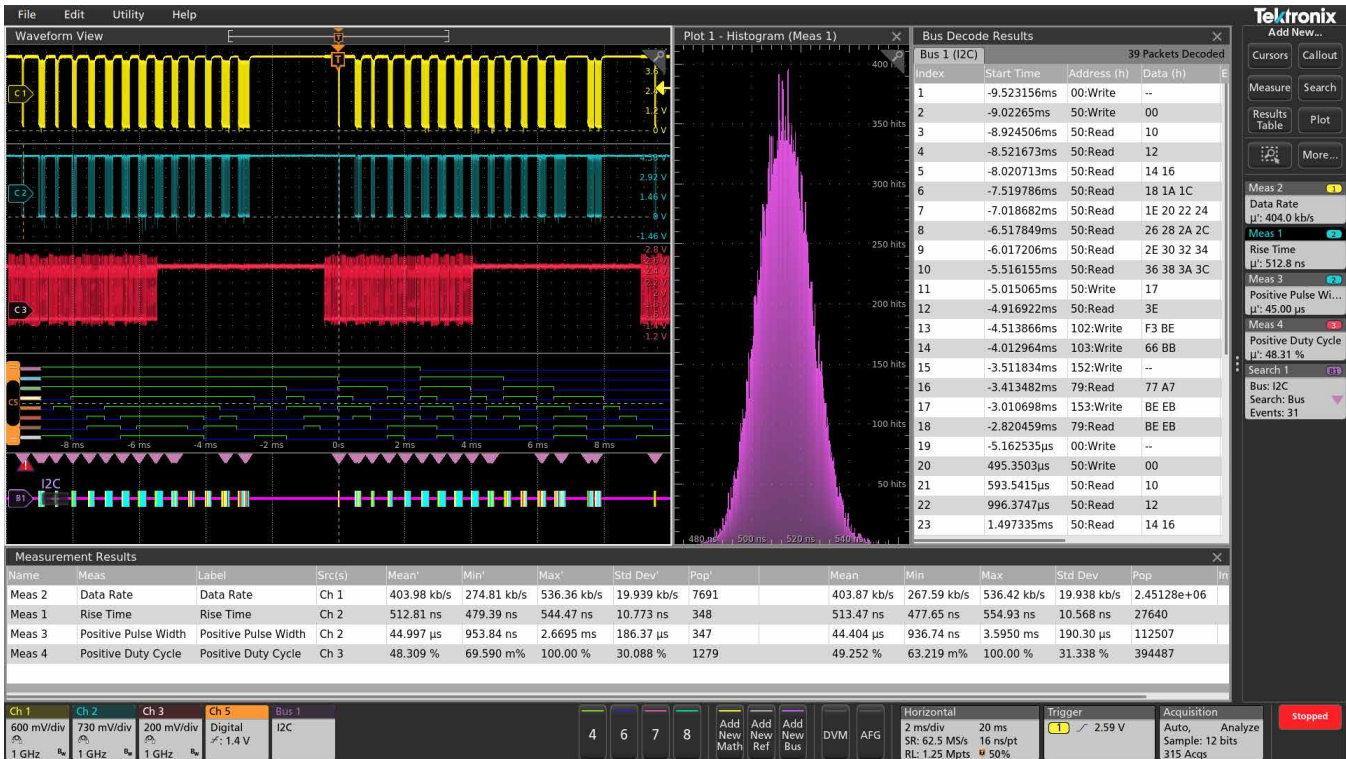 File Edit Utility Help
Tektronix
Waveform View
Plot 1 - Histogram (Meas 1)
Bus Decode Results
Add New...
Bus 1 (I2C) 39 Packets Decoded
Cursors Callout
Measure Search
Results Table Plot
More...
Index Start Time Address (h) Data (h) E
1 -9.523156ms 00:Write --
2 -9.02265ms 50:Write 00
3 -8.924506ms 50:Read 10
4 -8.521673ms 50:Read 12
5 -8.020713ms 50:Read 14 16
6 -7.519786ms 50:Read 18 1A 1C
7 -7.018682ms 50:Read 1E 20 22 24
8 -6.517849ms 50:Read 26 28 2A 2C
9 -6.017206ms 50:Read 2E 30 32 34
10 -5.516155ms 50:Read 36 38 3A 3C
11 -5.015065ms 50:Write 17
12 -4.916922ms 50:Read 3E
13 -4.513866ms 102:Write F3 BE
14 -4.012964ms 103:Write 66 BB
15 -3.511834ms 152:Write --
16 -3.413482ms 79:Read 77 A7
17 -3.010698ms 153:Write BE EB
18 -2.820459ms 79:Read BE EB
19 -5.162535µs 00:Write --
20 495.3503µs 50:Write 00
21 593.5415µs 50:Read 10
22 996.3747µs 50:Read 12
23 1.497335ms 50:Read 14 16
T
T
C 1
1.2 V
0 V
C 2
2.92 V
1.46 V
0 V
-1.46 V
2.8 V
C 3
1.2 V
C5
-8 ms -6 ms -4 ms -2 ms 0 s 2 ms 4 ms 6 ms 8 ms
I2C
B1
350 hits
300 hits
250 hits
200 hits
150 hits
100 hits
50 hits
480 ns 500 ns 520 ns 540 ns
Meas 2 1
Data Rate
µ': 404.0 kb/s
Meas 1 2
Rise Time
µ': 512.8 ns
Meas 3 2
Positive Pulse Wi...
µ': 45.00 µs
Meas 4 3
Positive Duty Cycle
µ': 48.31 %
Search 1 B1
Bus: I2C
Search: Bus
Events: 31
Measurement Results
Name Meas Label Src(s) Mean' Min' Max' Std Dev' Pop' Mean Min Max Std Dev Pop In
Meas 2 Data Rate Data Rate Ch 1 403.98 kb/s 274.81 kb/s 536.36 kb/s 19.939 kb/s 7691 403.87 kb/s 267.59 kb/s 536.42 kb/s 19.938 kb/s 2.45128e+06
Meas 1 Rise Time Rise Time Ch 2 512.81 ns 479.39 ns 544.47 ns 10.773 ns 348 513.47 ns 477.65 ns 554.93 ns 10.568 ns 27640
Meas 3 Positive Pulse Width Positive Pulse Width Ch 2 44.997 µs 953.84 ns 2.6695 ms 186.37 µs 347 44.404 µs 936.74 ns 3.5950 ms 190.30 µs 112507
Meas 4 Positive Duty Cycle Positive Duty Cycle Ch 3 48.309 % 69.590 m% 100.00 % 30.088 % 1279 49.252 % 63.219 m% 100.00 % 31.338 % 394487
Ch 1
600 mV/div
1 GHz Bw
Ch 2
730 mV/div
1 GHz Bw
Ch 3
200 mV/div
1 GHz Bw
Ch 5
Digital
: 1.4 V
Bus 1
I2C
4 6 7 8
Add New Math
Add New Ref
Add New Bus
DVM AFG
Horizontal
2 ms/div 20 ms
SR: 62.5 MS/s 16 ns/pt
RL: 1.25 Mpts 50%
Trigger
1 2.59 V
Acquisition
Auto, Analyze
Sample: 12 bits
315 Acqs
Stopped